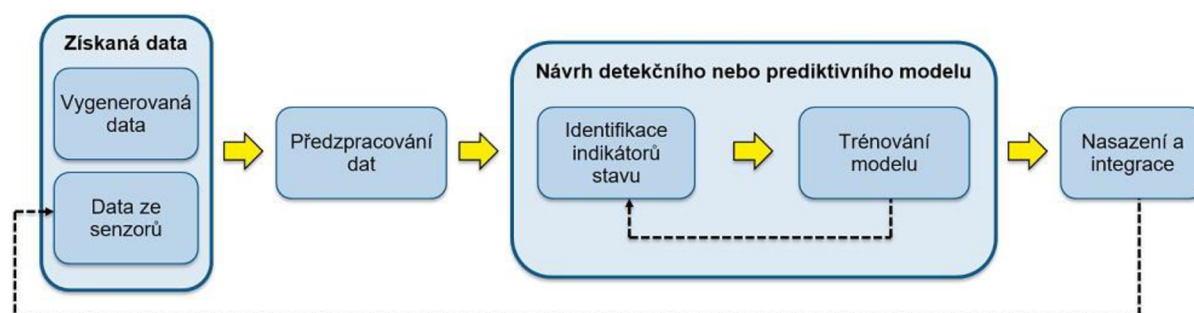 Získaná data
Vygenerovaná
data
Data ze
senzorů
Předzpracování
dat
Návrh detekčního nebo prediktivního modelu
Identifikace
indikátorů
stavu
Trénování
modelu
Nasazení a
integrace